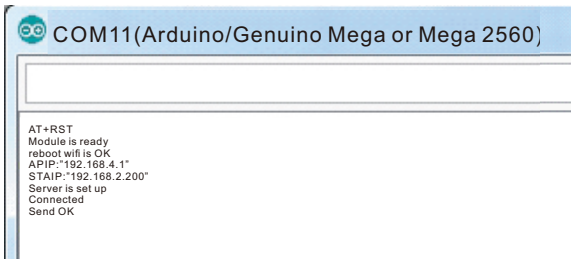 COM11(Arduino/Genuino Mega or Mega 2560)
AT+RST
Module is ready
reboot wifi is OK
APIP:"192.168.4.1"
STAIP:"192.168.2.200"
Server is set up
Connected
Send OK